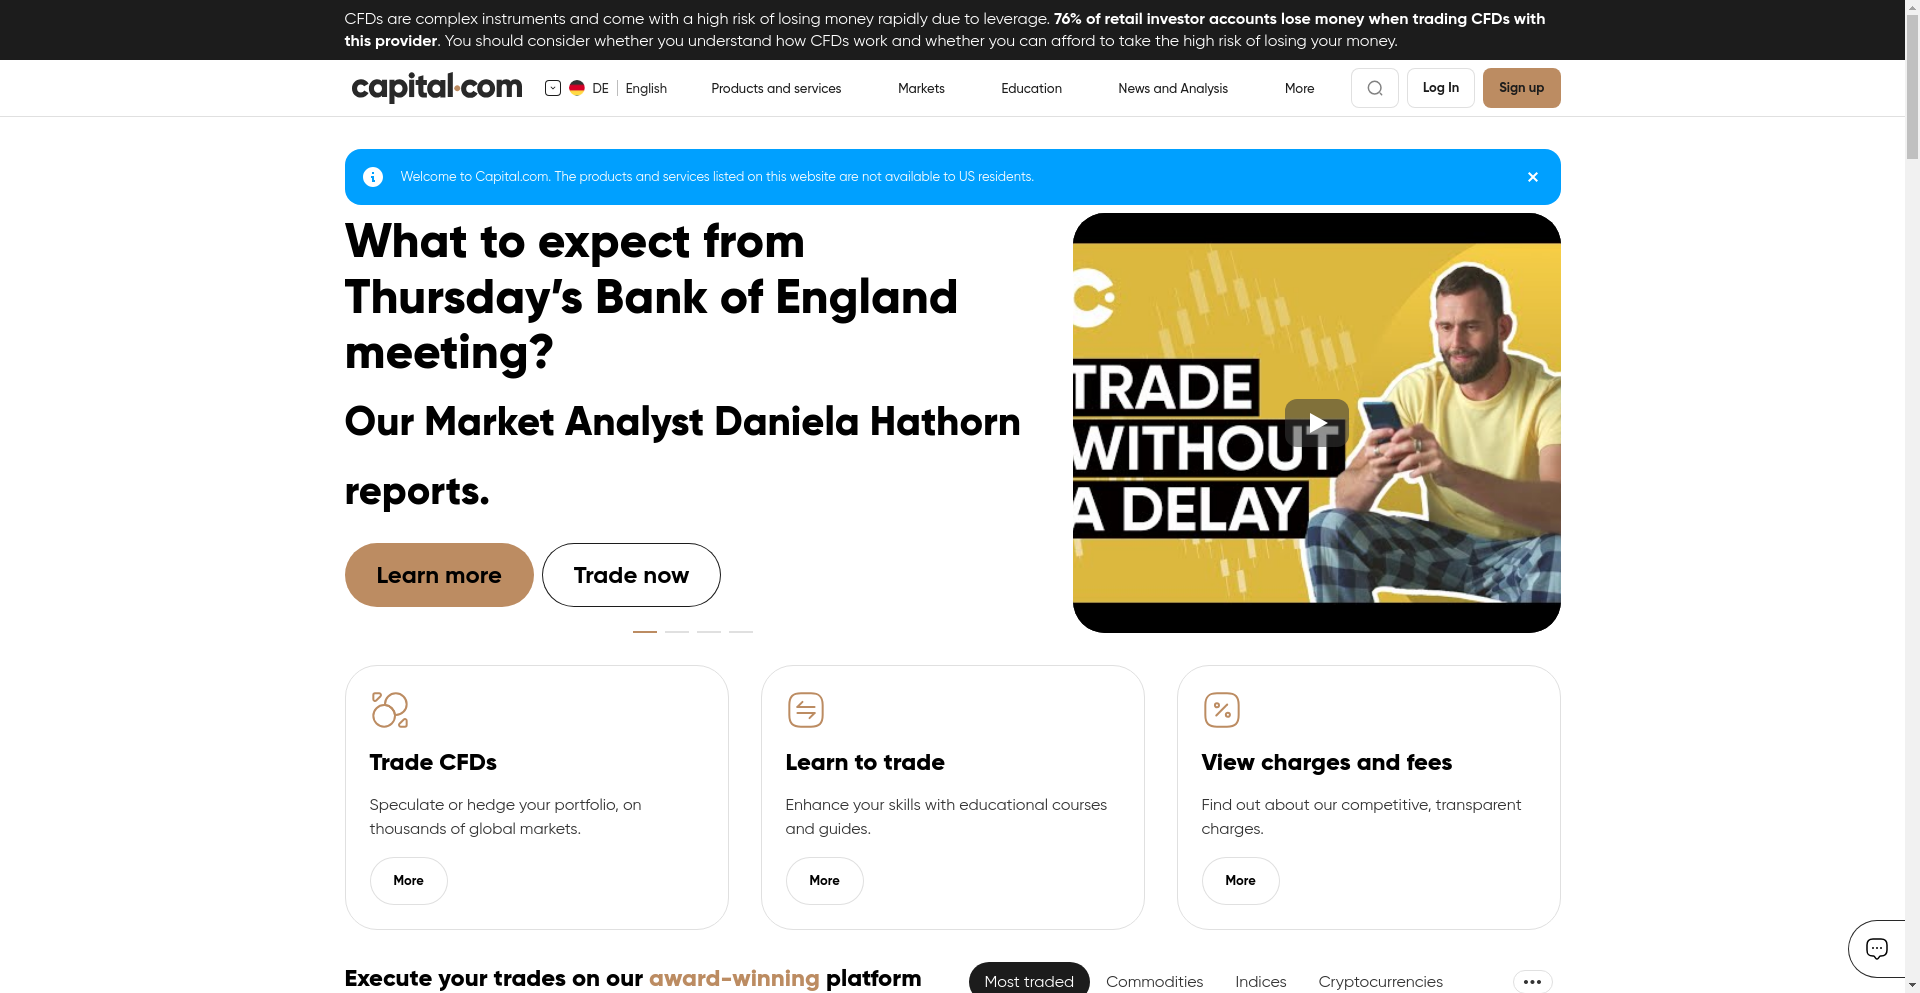 CFDs are complex instruments and come with a high risk of losing money rapidly due to leverage. 76% of retail investor accounts lose money when trading CFDs with
this provider. You should consider whether you understand how CFDs work and whether you can afford to take the high risk of losing your money.
capital.com DE English Products and services Markets Education News and Analysis More Log In Sign up
Welcome to Capital.com. The products and services listed on this website are not available to US residents.
What to expect from
Thursday’s Bank of England
meeting?
Our Market Analyst Daniela Hathorn
reports.
Learn more Trade now
TRADE
WITHOUT
A DELAY
Trade CFDs
Speculate or hedge your portfolio, on
thousands of global markets.
More
Learn to trade
Enhance your skills with educational courses
and guides.
More
View charges and fees
Find out about our competitive, transparent
charges.
More
Execute your trades on our award-winning platform
Most traded Commodities Indices Cryptocurrencies